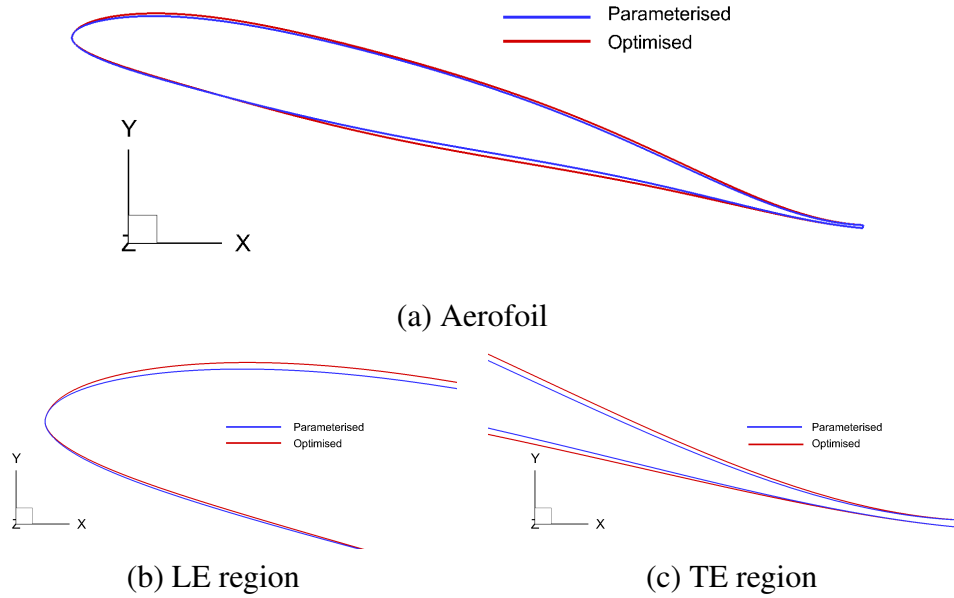 Parameterised
Optimised
Y
Z
X
(a) Aerofoil
Parameterised
Optimised
Y
Z
X
Parameterised
Optimised
Y
Z
X
(b) LE region
(c) TE region